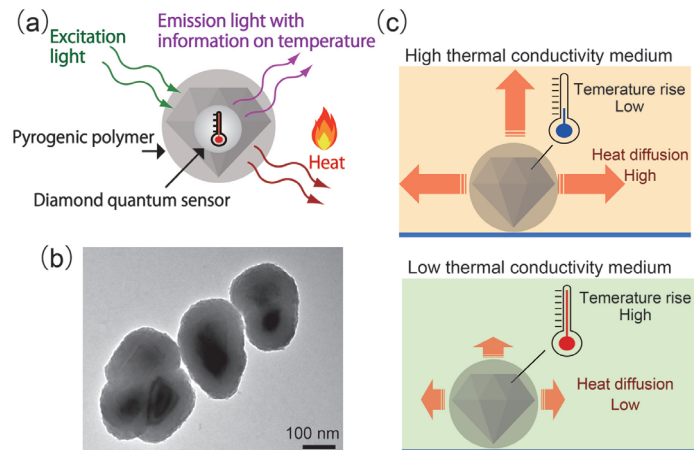 (a)
Excitation
light
Emission light with
information on temperature
Pyrogenic polymer
Heat
Diamond quantum sensor
(b)
100 nm
(c)
High thermal conductivity medium
Temerature rise
Low
Heat diffusion
High
Low thermal conductivity medium
Temerature rise
High
Heat diffusion
Low